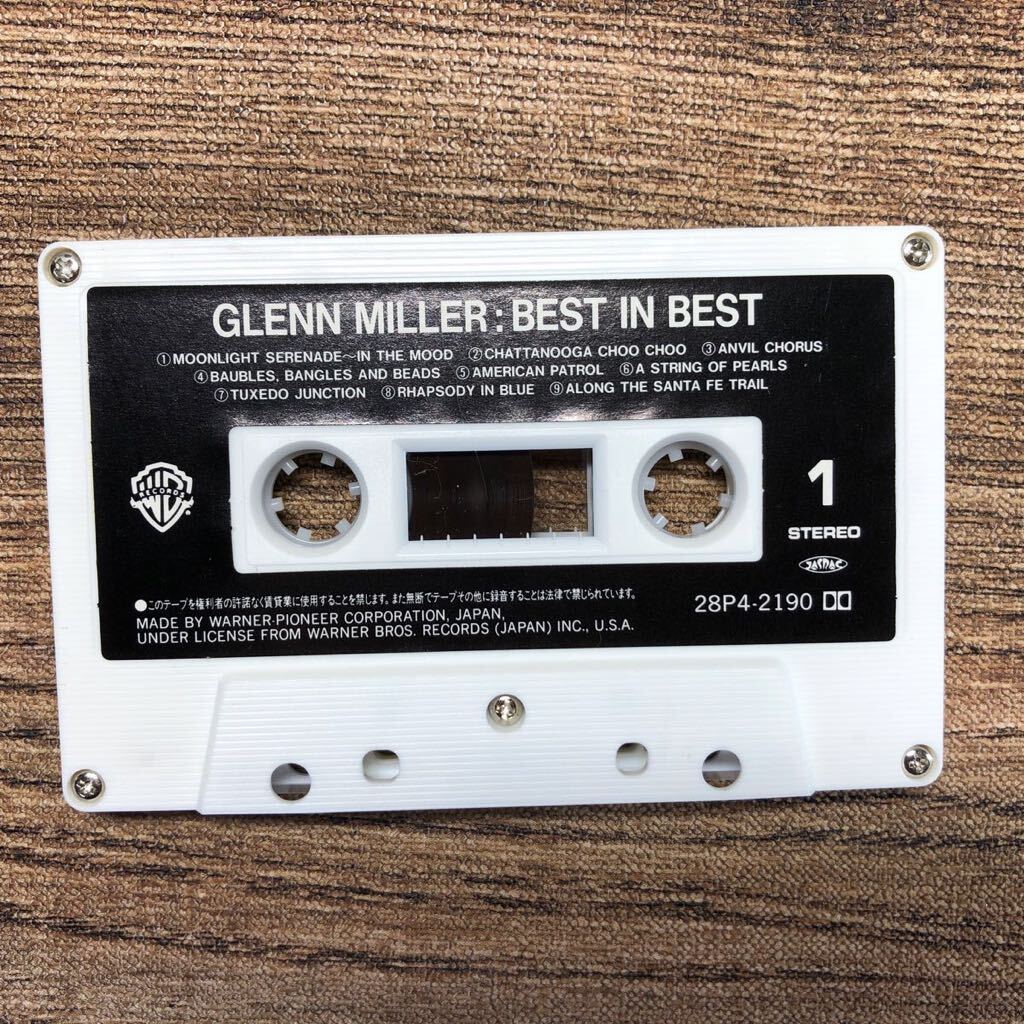 GLENN MILLER : BEST IN BEST
①MOONLIGHT SERENADE~IN THE MOOD ②CHATTANOOGA CHOO CHOO ③ANVIL CHORUS
④BAUBLES, BANGLES AND BEADS ⑤AMERICAN PATROL ⑥A STRING OF PEARLS
⑦TUXEDO JUNCTION ⑧RHAPSODY IN BLUE ⑨ALONG THE SANTA FE TRAIL
RECORDS
1
STEREO
JASRAC
●このテープを権利者の許諾なく賃貸業に使用することを禁じます。また無断でテープその他に録音することは法律で禁じられています。
MADE BY WARNER-PIONEER CORPORATION, JAPAN,
UNDER LICENSE FROM WARNER BROS. RECORDS (JAPAN) INC., U.S.A.
28P4-2190